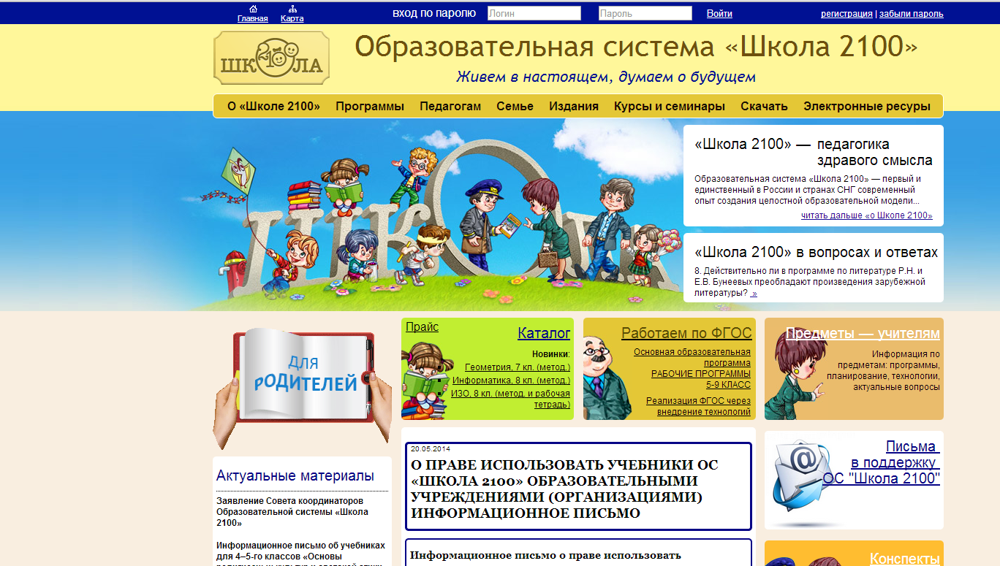 Главная
Карта
вход по паролю
Логин
Пароль
Войти
регистрация | забыли пароль
ШКОЛА
2100
Образовательная система «Школа 2100»
Живем в настоящем, думаем о будущем
О «Школе 2100» Программы Педагогам Семье Издания Курсы и семинары Скачать Электронные ресуры
ШКОЛА
«Школа 2100» — педагогика
здравого смысла
Образовательная система «Школа 2100» — первый и
единственный в России и странах СНГ современный
опыт создания целостной образовательной модели...
читать дальше «о Школе 2100»
«Школа 2100» в вопросах и ответах
8. Действительно ли в программе по литературе Р.Н. и
Е.В. Бунеевых преобладают произведения зарубежной
литературы? »
ДЛЯ
РОДИТЕЛЕЙ
Прайс
Каталог
Новинки:
Геометрия, 7 кл. (метод.)
Информатика, 8 кл. (метод.)
ИЗО, 8 кл. (метод. и рабочая
тетрадь)
Работаем по ФГОС
Основная образовательная
программа
РАБОЧИЕ ПРОГРАММЫ
5-9 КЛАСС
Реализация ФГОС через
внедрение технологий
Предметы — учителям
Информация по
предметам: программы,
планирование, технологии,
актуальные вопросы
Актуальные материалы
Заявление Совета координаторов
Образовательной системы «Школа
2100»
Информационное письмо об учебниках
для 4–5-го классов «Основы
религиозных культур и светской этики
20.05.2014
О ПРАВЕ ИСПОЛЬЗОВАТЬ УЧЕБНИКИ ОС
«ШКОЛА 2100» ОБРАЗОВАТЕЛЬНЫМИ
УЧРЕЖДЕНИЯМИ (ОРГАНИЗАЦИЯМИ)
ИНФОРМАЦИОННОЕ ПИСЬМО
Информационное письмо о праве использовать
@
Письма
в поддержку
ОС "Школа 2100"
Конспекты